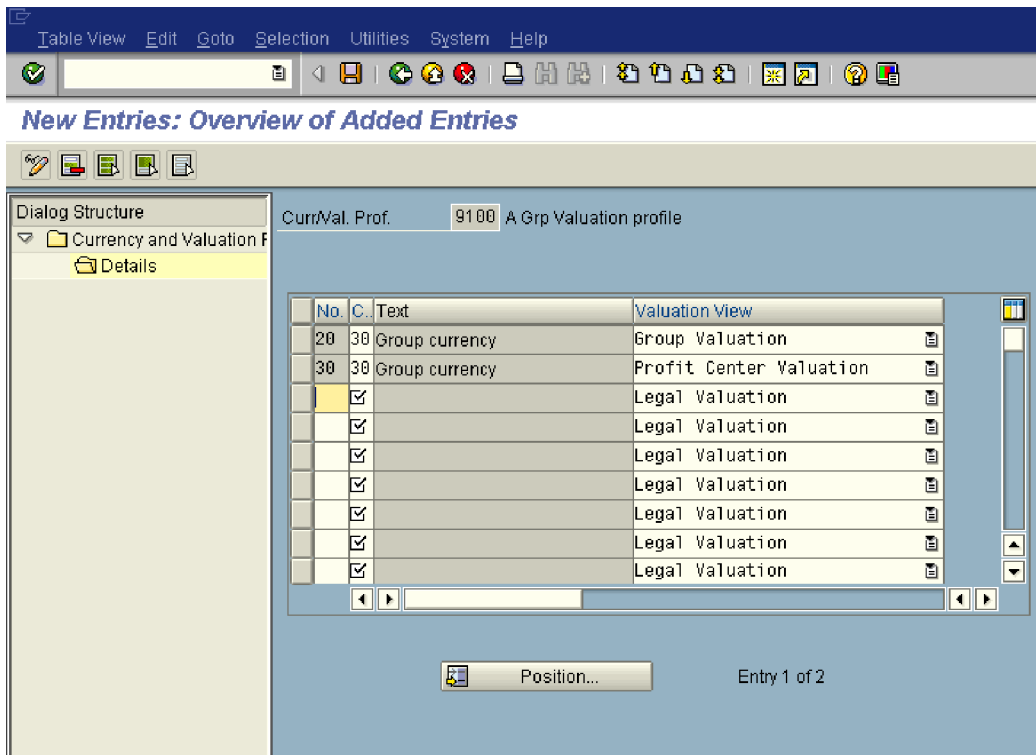 Table View Edit Goto Selection Utilities System Help
New Entries: Overview of Added Entries
Dialog Structure
Currency and Valuation F
Details
Curr/Val. Prof. 9100 A Grp Valuation profile
No. C.. Text Valuation View
20 30 Group currency Group Valuation
30 30 Group currency Profit Center Valuation
Legal Valuation
Legal Valuation
Legal Valuation
Legal Valuation
Legal Valuation
Legal Valuation
Legal Valuation
Position... Entry 1 of 2